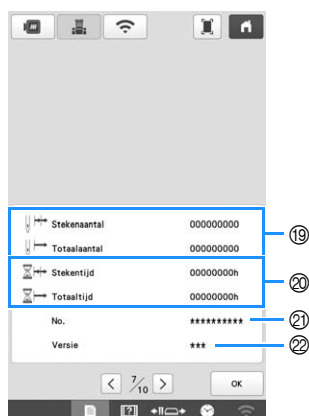 Stekenaantal 000000000
Totaalaantal 000000000
⑲
Stekentijd 00000000h
Totaaltijd 00000000h
⑳
No. **********
㉑
Versie ***
㉒
< 7/10 > OK
?